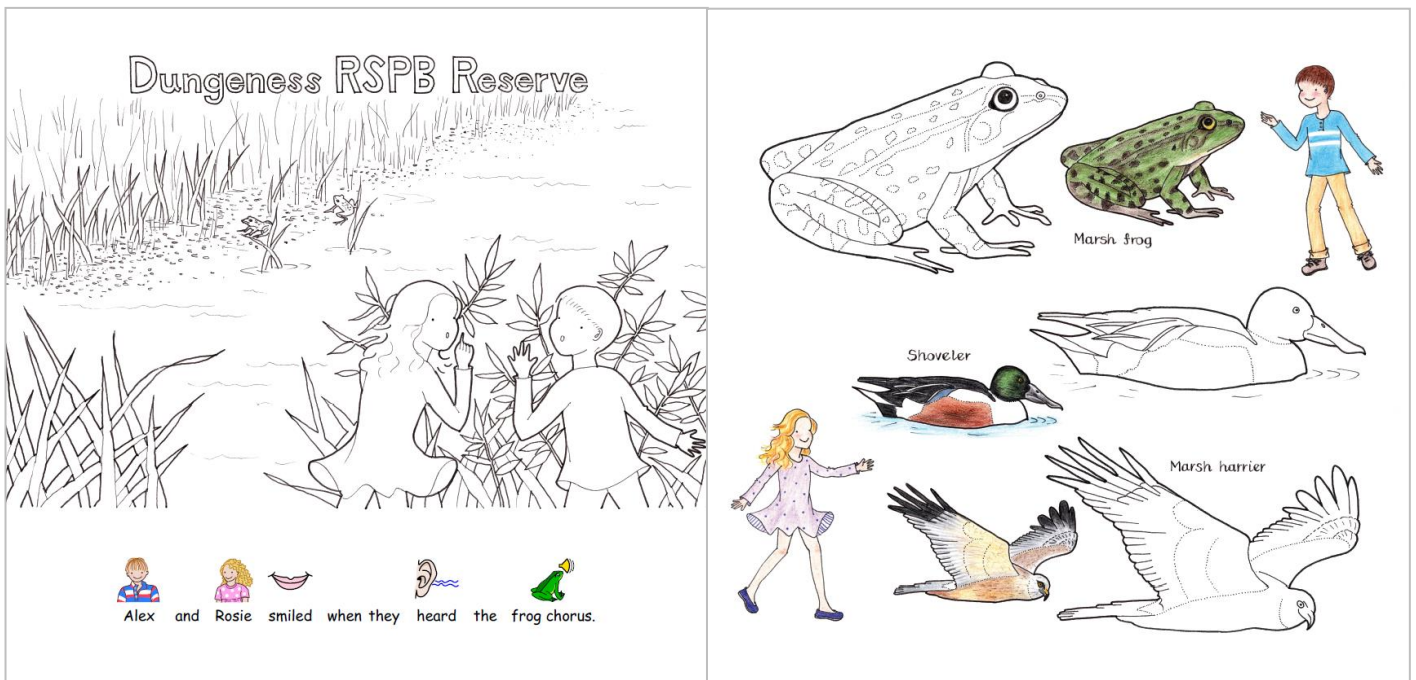 Dungeness RSPB Reserve
Alex and Rosie smiled when they heard the frog chorus.
Marsh frog
Shoveler
Marsh harrier